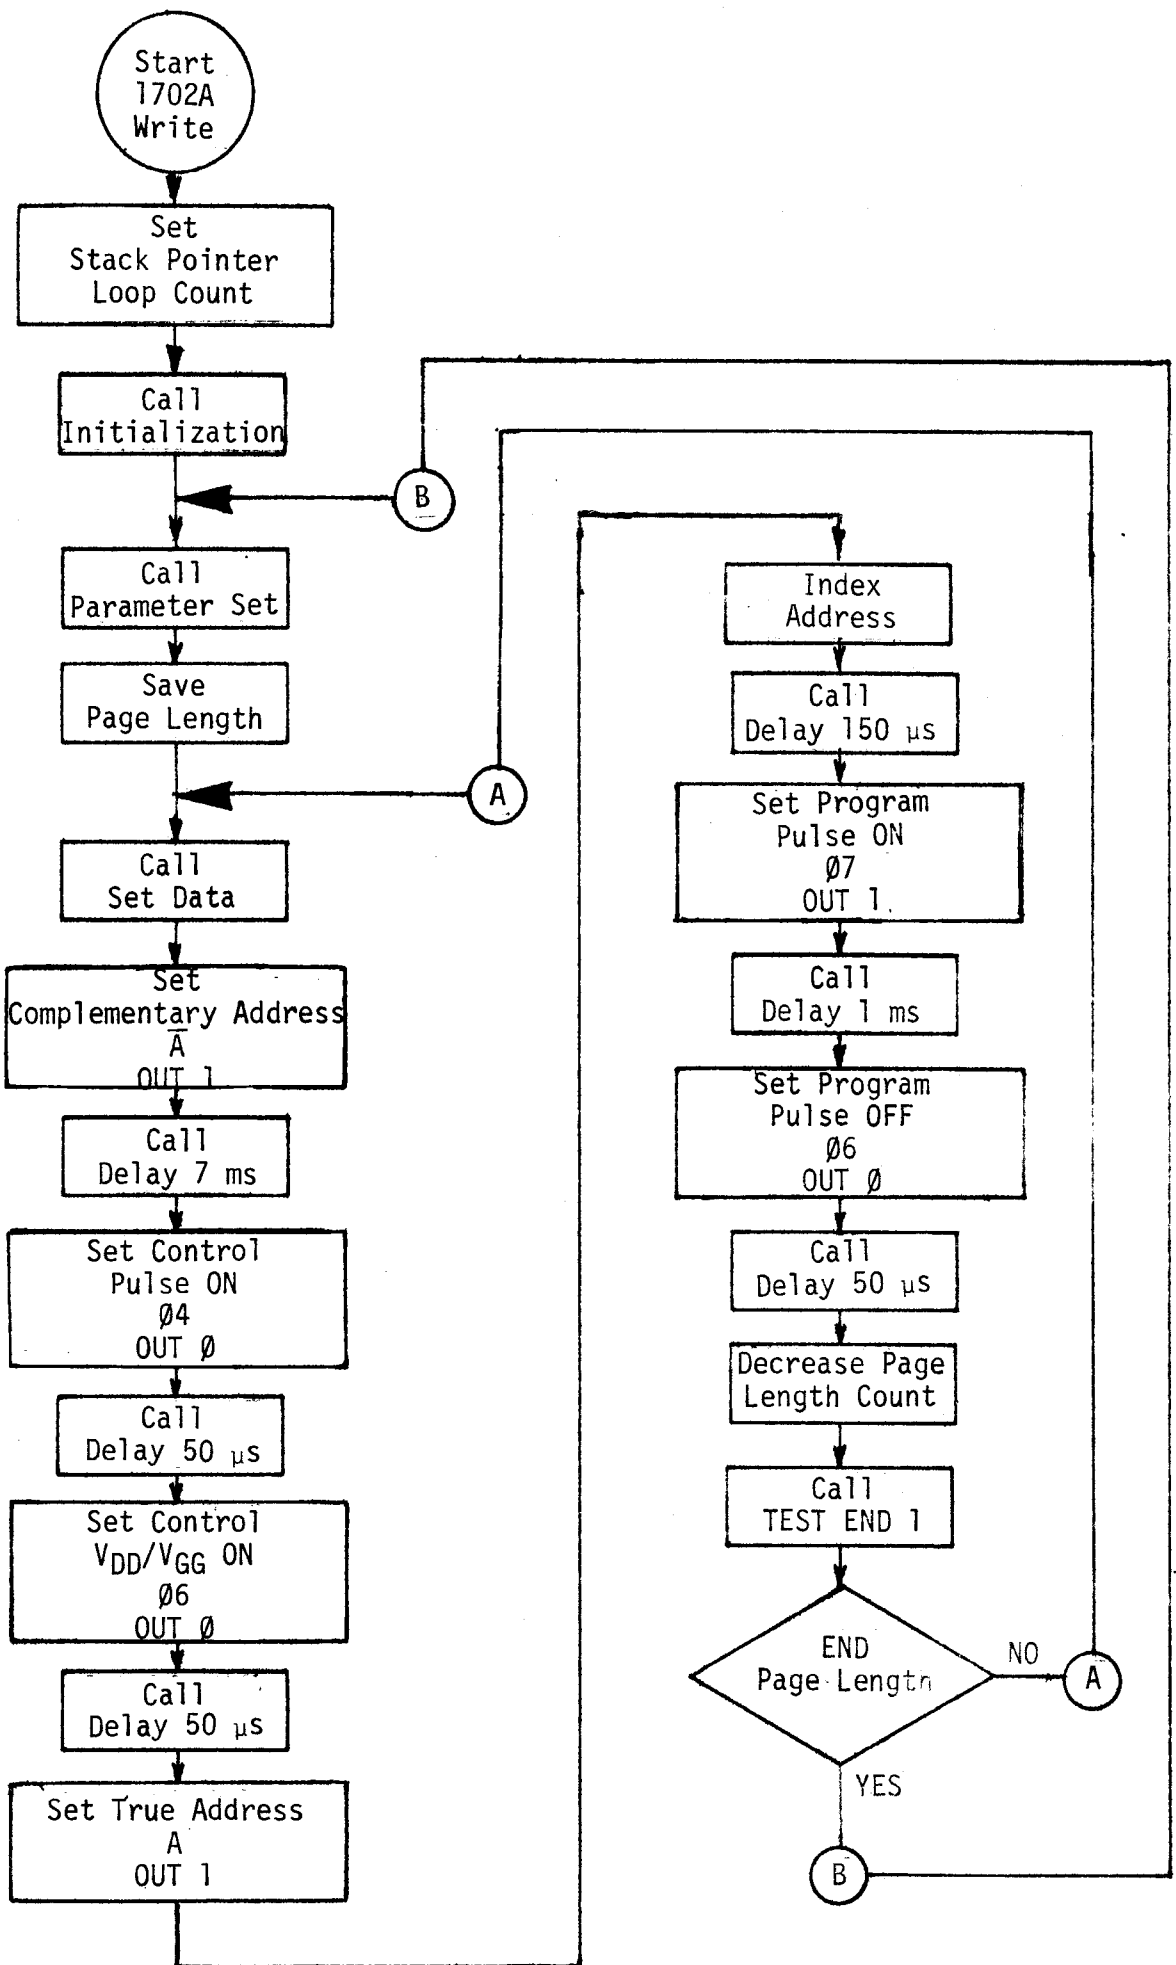 Start
1702A
Write
Set
Stack Pointer
Loop Count
Call
Initialization
B
Call
Parameter Set
Save
Page Length
A
Call
Set Data
Set
Complementary Address
A̅
OUT 1
Call
Delay 7 ms
Set Control
Pulse ON
Ø4
OUT Ø
Call
Delay 50 μs
Set Control
VDD/VGG ON
Ø6
OUT Ø
Call
Delay 50 μs
Set True Address
A
OUT 1
Index
Address
Call
Delay 150 μs
Set Program
Pulse ON
Ø7
OUT 1.
Call
Delay 1 ms
Set Program
Pulse OFF
Ø6
OUT Ø
Call
Delay 50 μs
Decrease Page
Length Count
Call
TEST END 1
END
Page Length
NO
A
YES
B